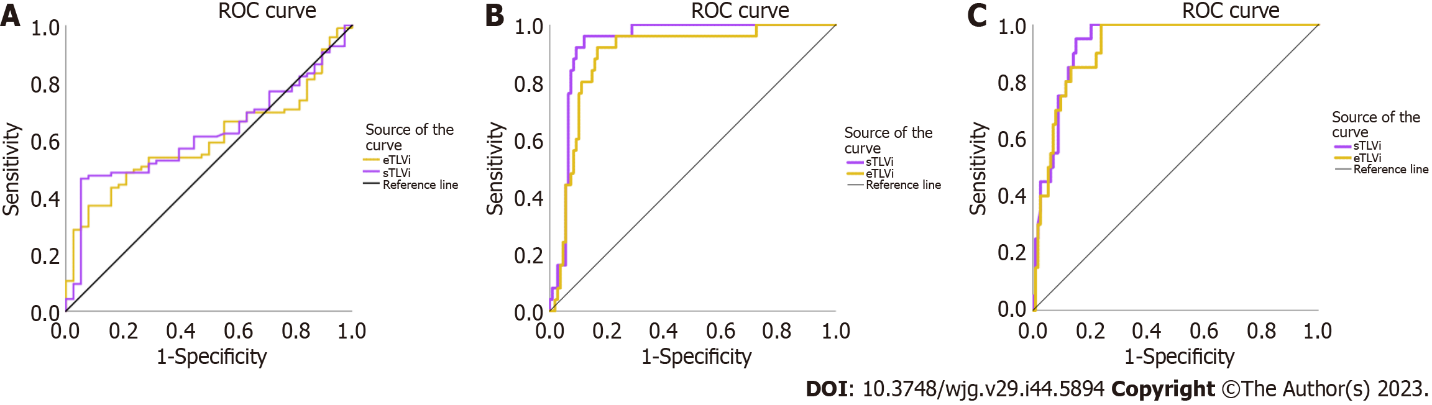 A
ROC curve
1.0
0.8
0.6
0.4
0.2
0.0
Sensitivity
0.0 0.2 0.4 0.6 0.8 1.0
1-Specificity
Source of the
curve
eTLVi
sTLVi
Reference line
B
ROC curve
1.0
0.8
0.6
0.4
0.2
0.0
Sensitivity
0.0 0.2 0.4 0.6 0.8 1.0
1-Specificity
Source of the
curve
sTLVi
eTLVi
Reference line
C
ROC curve
1.0
0.8
0.6
0.4
0.2
0.0
Sensitivity
0.0 0.2 0.4 0.6 0.8 1.0
1-Specificity
Source of the
curve
sTLVi
eTLVi
Reference line
DOI: 10.3748/wjg.v29.i44.5894 Copyright ©The Author(s) 2023.